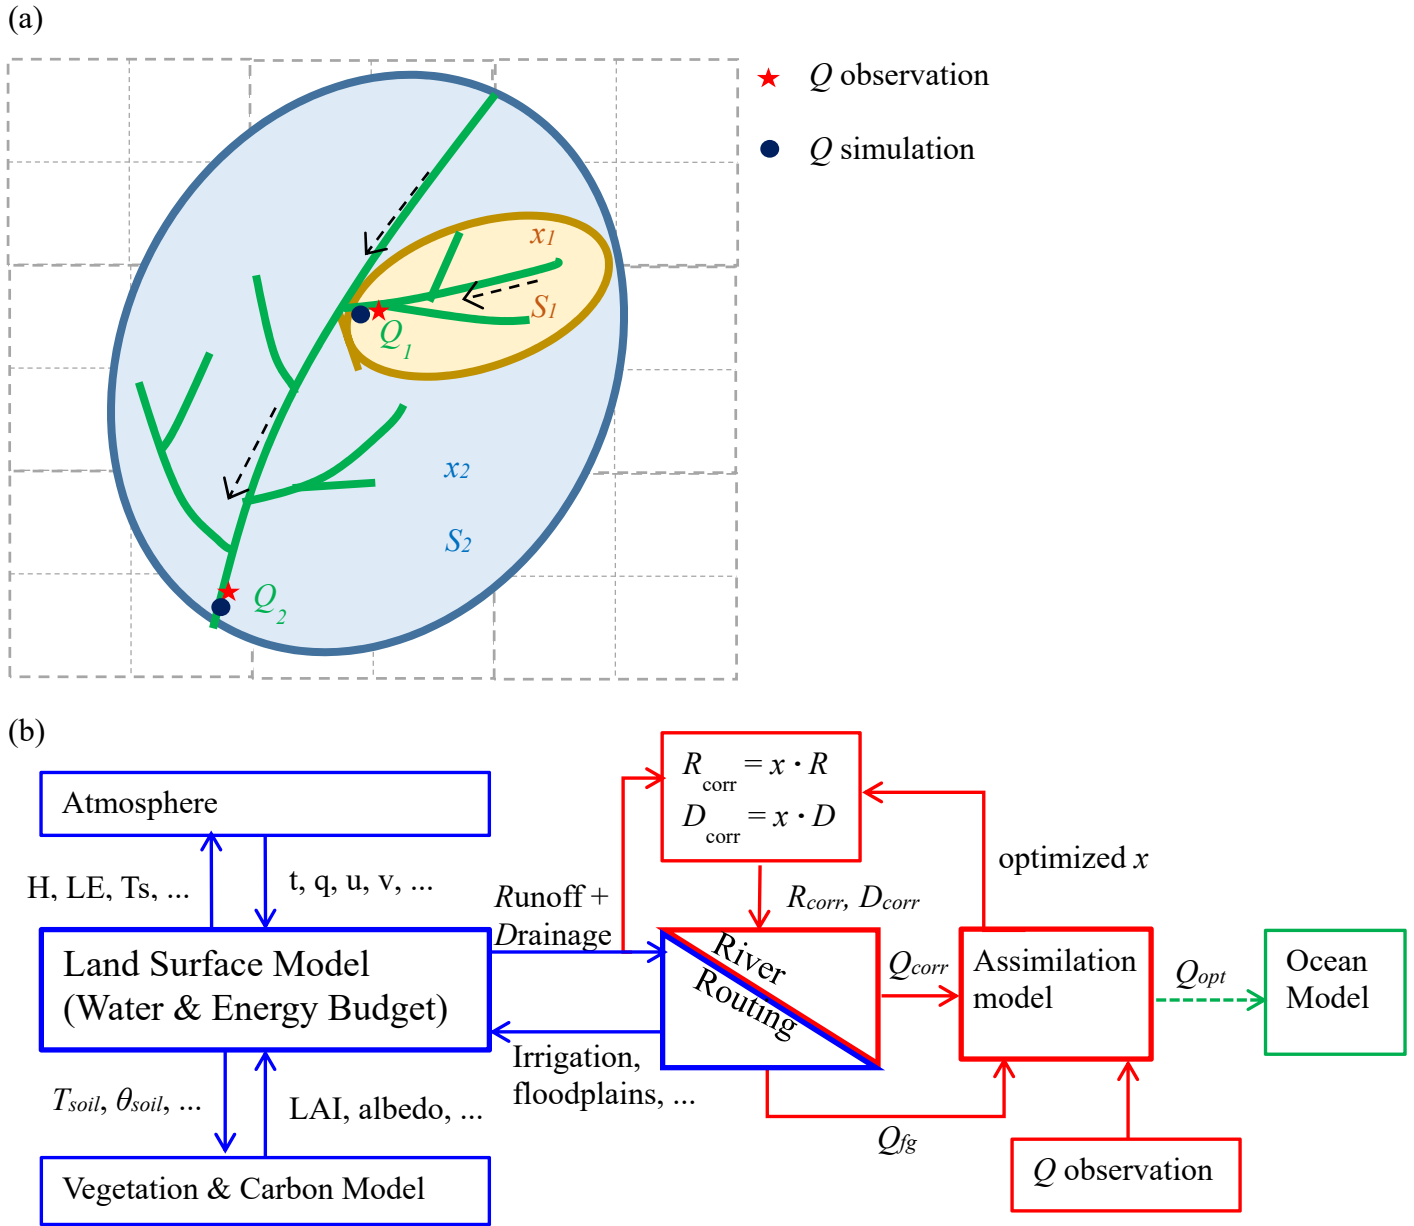 (a)
Q observation
Q simulation
x1
S1
Q1
x2
S2
Q2
(b)
Rcorr = x · R
Dcorr = x · D
Atmosphere
H, LE, Ts, ...
t, q, u, v, ...
optimized x
Runoff +
Drainage
Rcorr, Dcorr
Land Surface Model
(Water & Energy Budget)
River
Routing
Qcorr
Assimilation
model
Qopt
Ocean
Model
Irrigation,
floodplains, ...
Tsoil, θsoil, ...
LAI, albedo, ...
Qfg
Vegetation & Carbon Model
Q observation